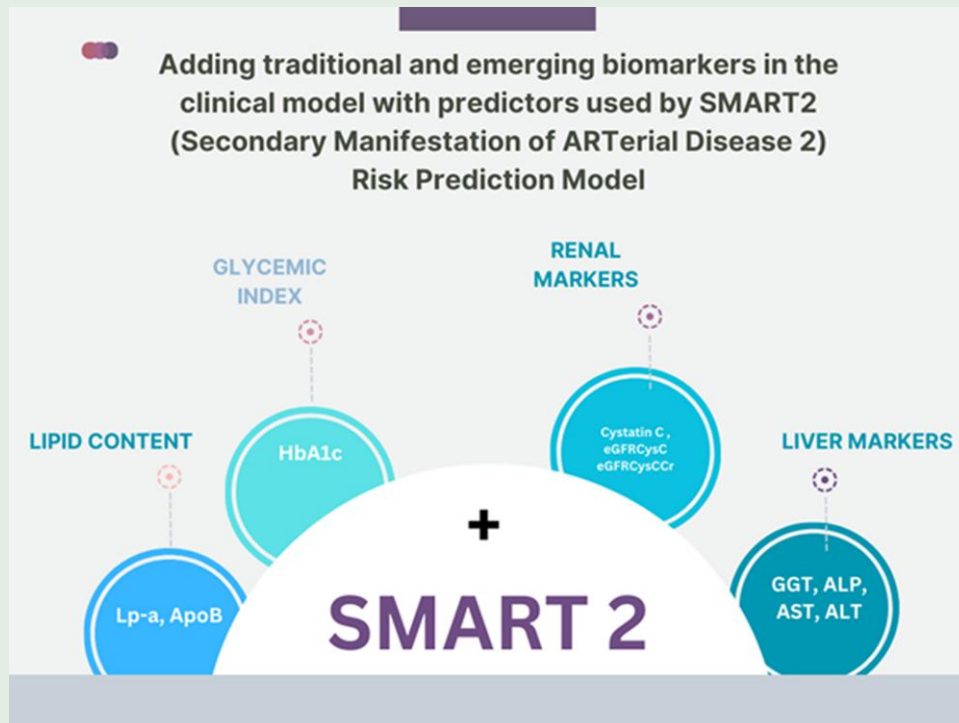 Adding traditional and emerging biomarkers in the
clinical model with predictors used by SMART2
(Secondary Manifestation of ARTerial Disease 2)
Risk Prediction Model
GLYCEMIC
INDEX
RENAL
MARKERS
LIPID CONTENT
HbA1c
Cystatin C ,
eGFRCysC
eGFRCysCCr
LIVER MARKERS
+
Lp-a, ApoB
SMART 2
GGT, ALP,
AST, ALT